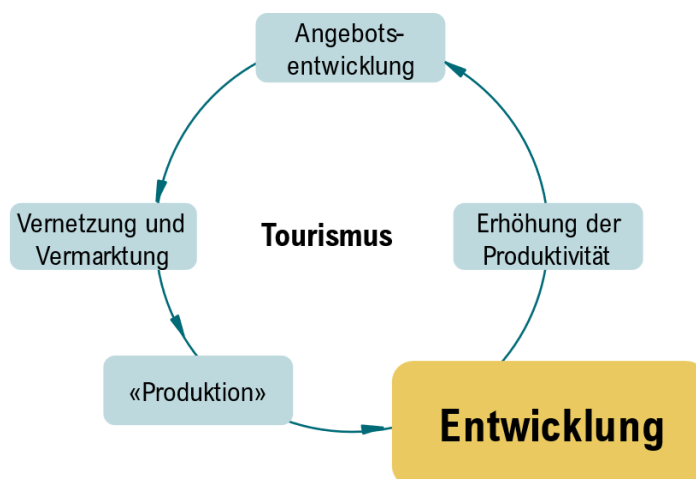 Angebots-
entwicklung
Vernetzung und
Vermarktung
Tourismus
Erhöhung der
Produktivität
«Produktion»
Entwicklung